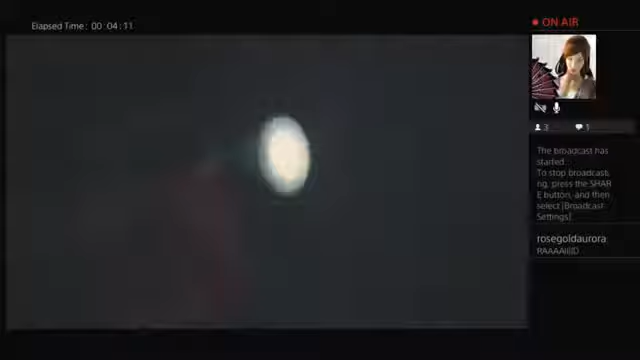 Elapsed Time: 00:04:11
ON AIR
3
1
The broadcast has
started.
To stop broadcasti
ng, press the SHAR
E button, and then
select [Broadcast
Settings].
rosegoldaurora
RAAAAIIIID